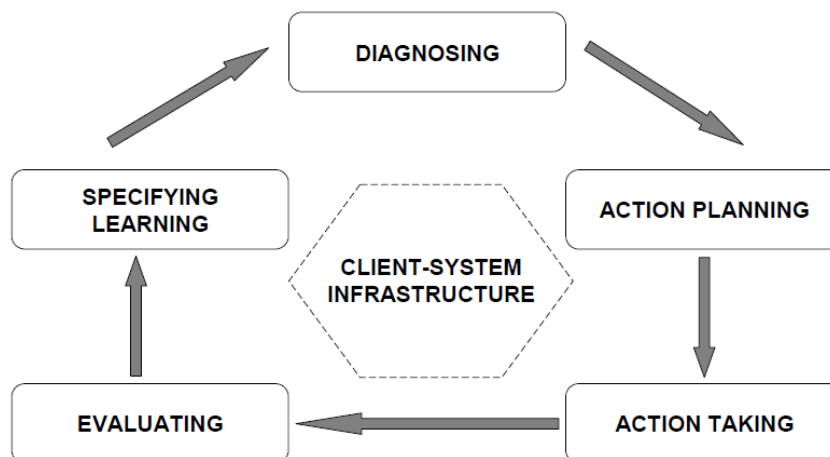 DIAGNOSING
SPECIFYING
LEARNING
ACTION PLANNING
CLIENT-SYSTEM
INFRASTRUCTURE
EVALUATING
ACTION TAKING